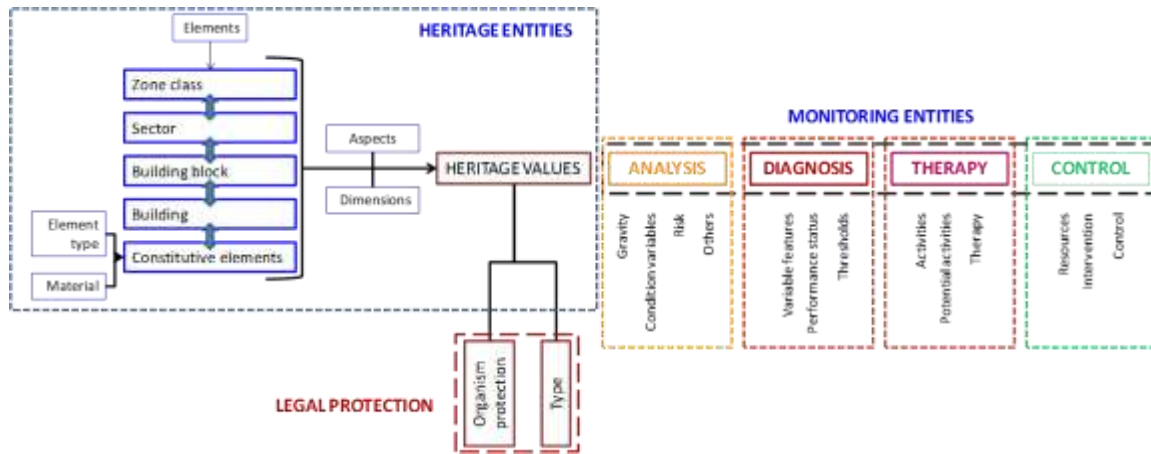 Elements
HERITAGE ENTITIES
Zone class
Sector
Building block
Building
Constitutive elements
Element
type
Material
Aspects
Dimensions
HERITAGE VALUES
MONITORING ENTITIES
ANALYSIS
DIAGNOSIS
THERAPY
CONTROL
Gravity
Condition variables
Risk
Others
Variable features
Performance status
Thresholds
Activities
Potential activities
Therapy
Resources
Intervention
Control
LEGAL PROTECTION
Organism
protection
Type